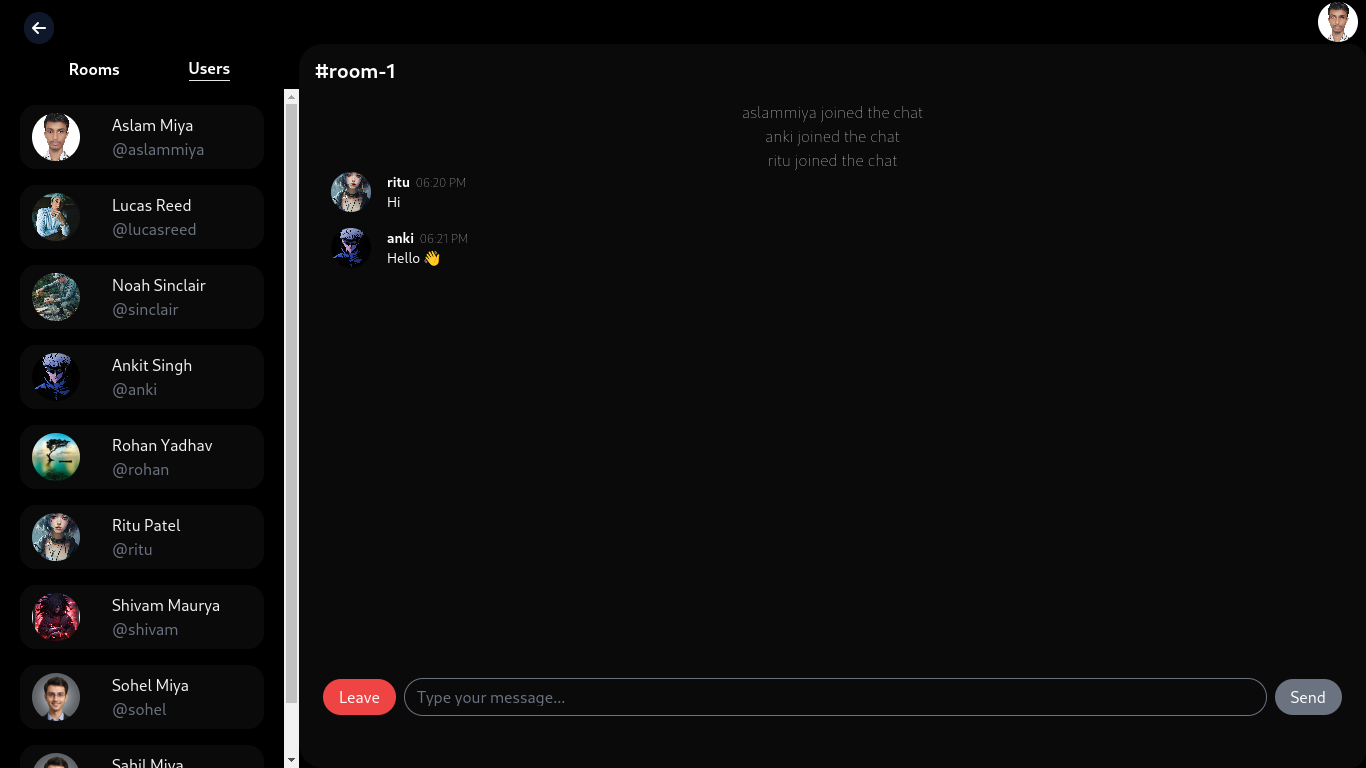 Rooms
Users
Aslam Miya
@aslammiya
Lucas Reed
@lucasreed
Noah Sinclair
@sinclair
Ankit Singh
@anki
Rohan Yadhav
@rohan
Ritu Patel
@ritu
Shivam Maurya
@shivam
Sohel Miya
@sohel
Sahil Miya
#room-1
aslammiya joined the chat
anki joined the chat
ritu joined the chat
ritu 06:20 PM
Hi
anki 06:21 PM
Hello 👋
Leave
Type your message...
Send